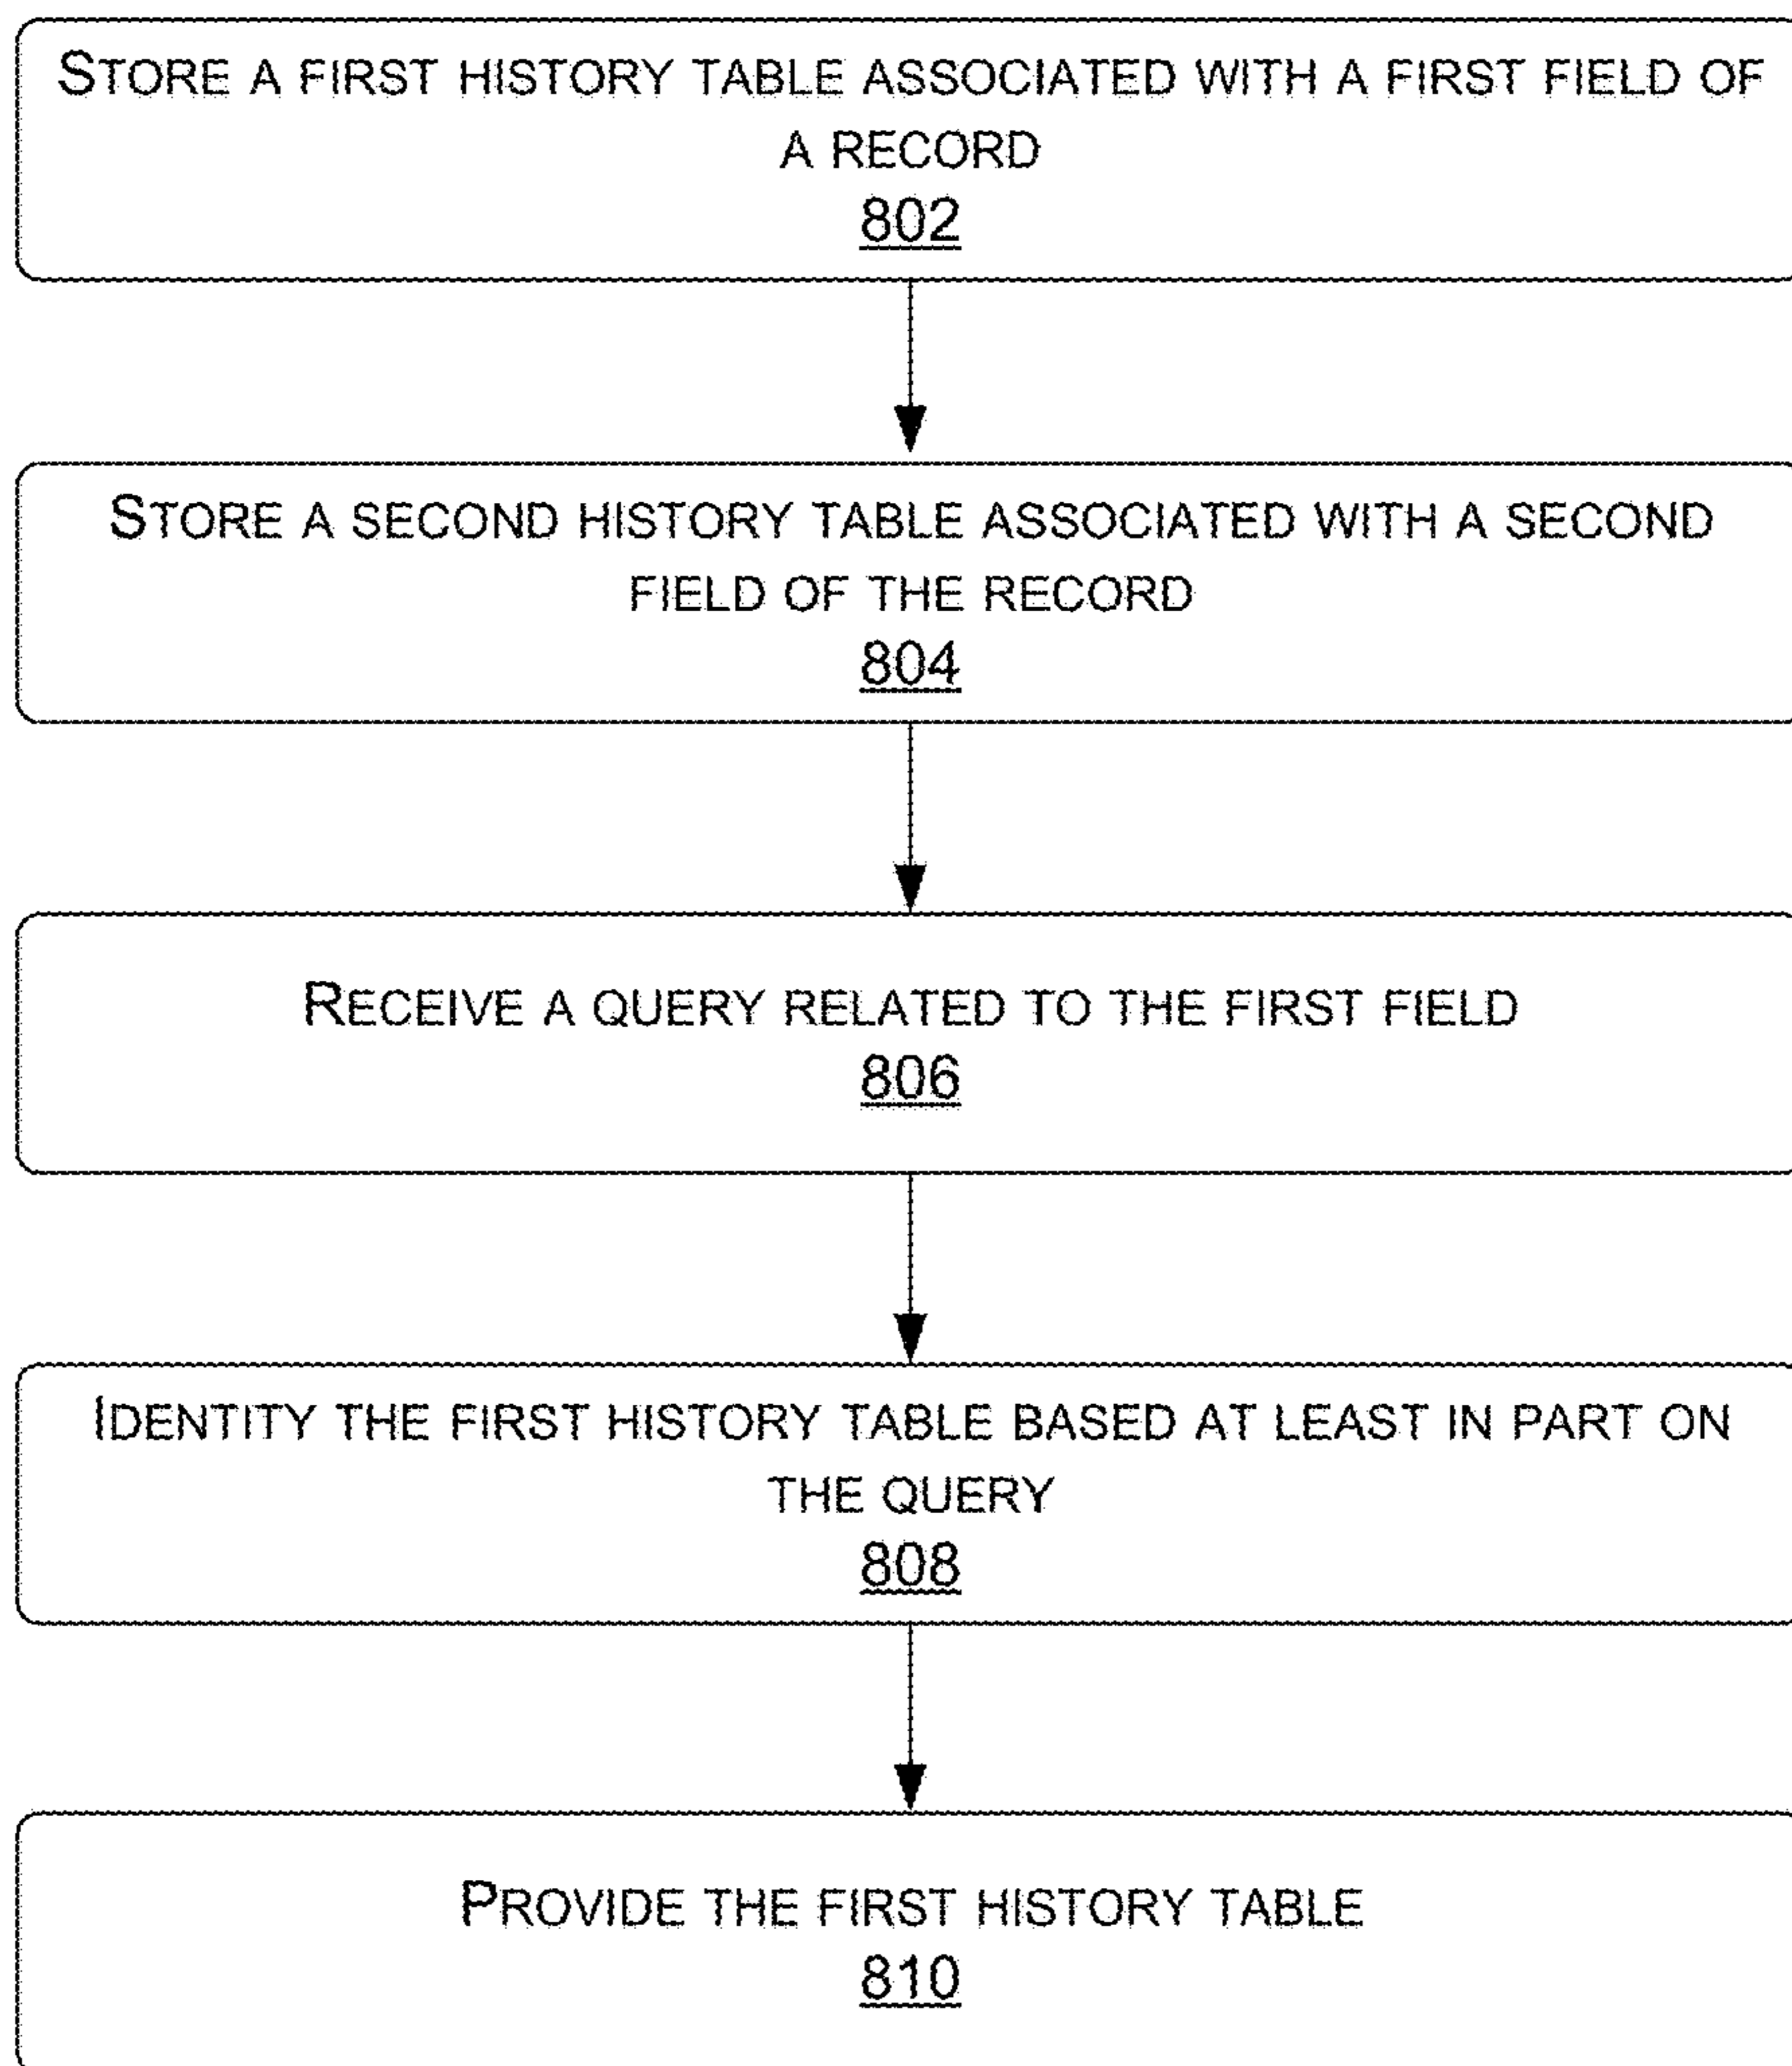 STORE A FIRST HISTORY TABLE ASSOCIATED WITH A FIRST FIELD OF
A RECORD
802
STORE A SECOND HISTORY TABLE ASSOCIATED WITH A SECOND
FIELD OF THE RECORD
804
RECEIVE A QUERY RELATED TO THE FIRST FIELD
806
IDENTITY THE FIRST HISTORY TABLE BASED AT LEAST IN PART ON
THE QUERY
808
PROVIDE THE FIRST HISTORY TABLE
810